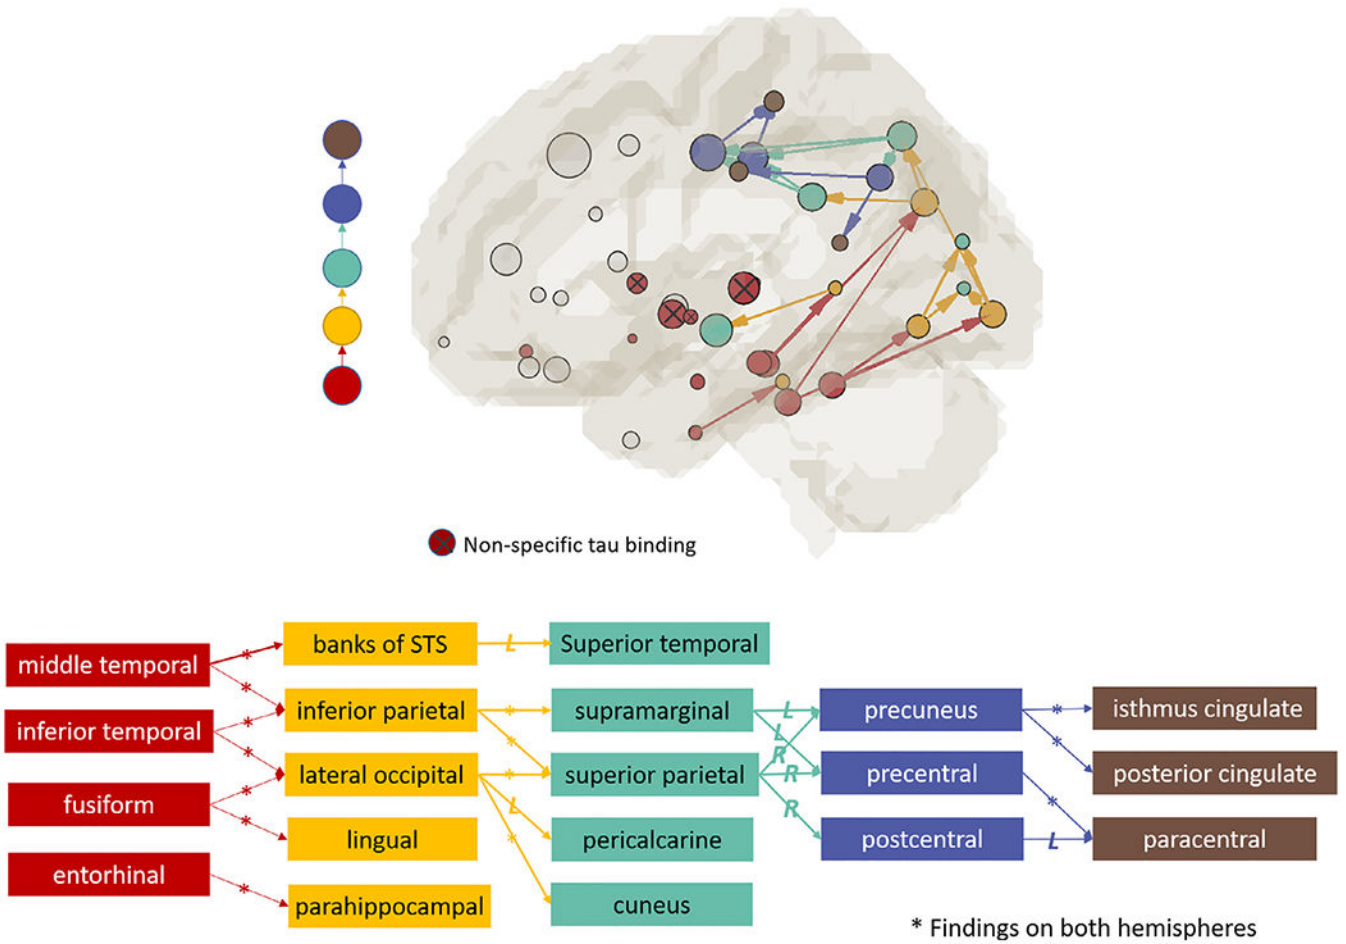 Non-specific tau binding
middle temporal
inferior temporal
fusiform
entorhinal
*
*
*
*
*
*
*
banks of STS
inferior parietal
lateral occipital
lingual
parahippocampal
L
*
*
*
L
*
Superior temporal
supramarginal
superior parietal
pericalcarine
cuneus
L
L
R
R
R
precuneus
precentral
postcentral
*
*
*
L
isthmus cingulate
posterior cingulate
paracentral
* Findings on both hemispheres